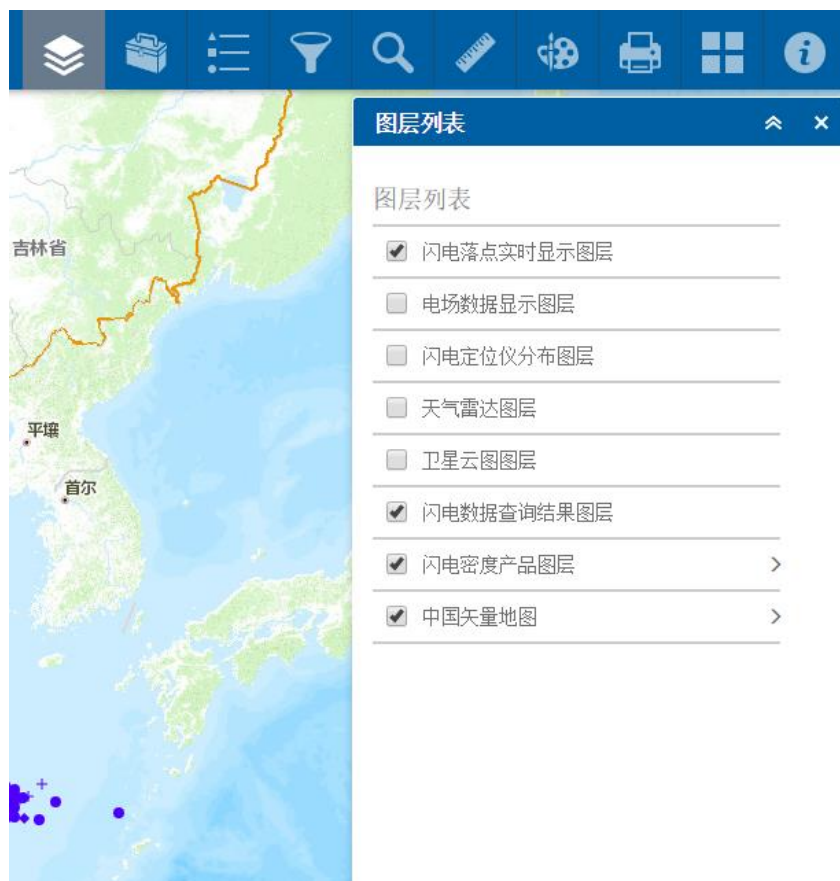 图层列表
图层列表
吉林省
闪电落点实时显示图层
电场数据显示图层
闪电定位仪分布图层
天气雷达图层
平壤
卫星云图图层
首尔
闪电数据查询结果图层
闪电密度产品图层
中国矢量地图